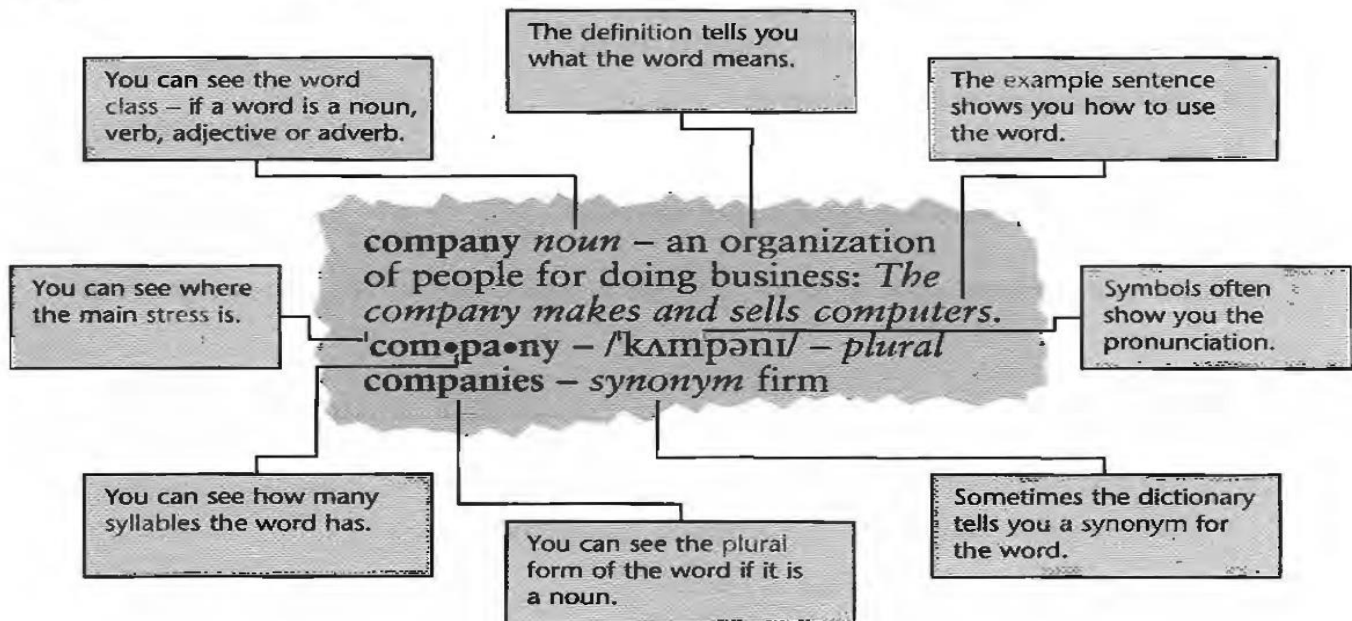 The definition tells you
what the word means.
You can see the word
class – if a word is a noun,
verb, adjective or adverb.
The example sentence
shows you how to use
the word.
company noun – an organization
of people for doing business: The
company makes and sells computers.
'com•pa•ny – /'kʌmpənɪ/ – plural
companies – synonym firm
You can see where
the main stress is.
Symbols often
show you the
pronunciation.
You can see how many
syllables the word has.
You can see the plural
form of the word if it is
a noun.
Sometimes the dictionary
tells you a synonym for
the word.